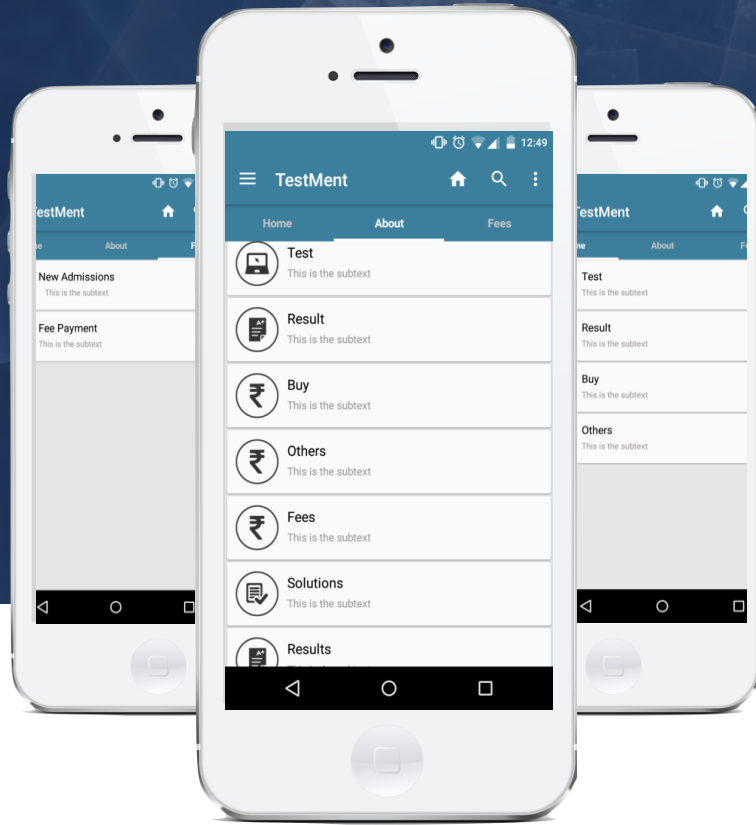 TestMent
About
New Admissions
This is the subtext
Fee Payment
This is the subtext
12:49
TestMent
Home About Fees
Test
This is the subtext
Result
This is the subtext
Buy
This is the subtext
Others
This is the subtext
Fees
This is the subtext
Solutions
This is the subtext
Results
TestMent
About
Test
This is the subtext
Result
This is the subtext
Buy
This is the subtext
Others
This is the subtext